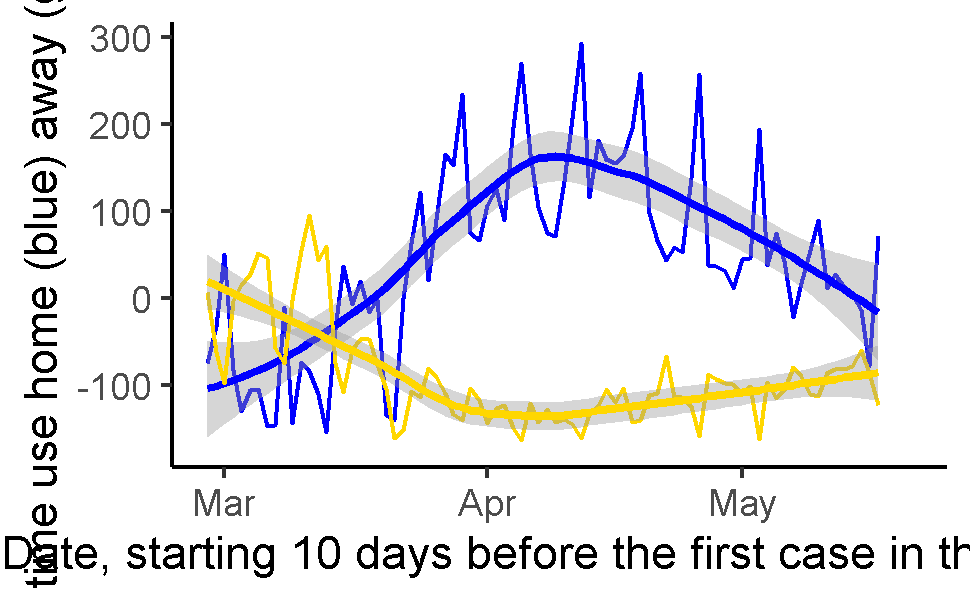 time use home (blue) away (
300
200
100
0
-100
Mar Apr May
Date, starting 10 days before the first case in th